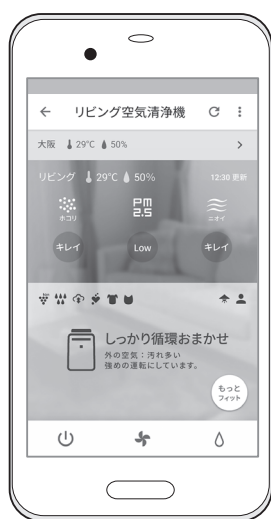 リビング空気清浄機
大阪 29℃ 50%
リビング 29℃ 50% 12:30 更新
PM
2.5
ホコリ ニオイ
キレイ Low キレイ
しっかり循環おまかせ
外の空気：汚れ多い
強めの運転にしています。
もっと
フィット